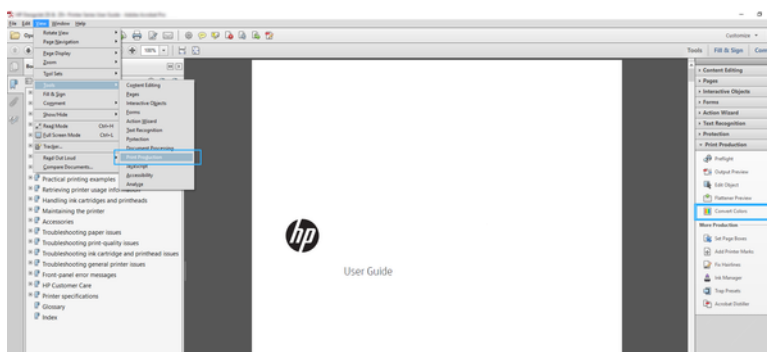 File Edit View Window Help
Rotate View
Page Navigation
Page Display
Zoom
Tool Sets
Tools
Fill & Sign
Comment
Show/Hide
Read Mode Ctrl+H
Full Screen Mode Ctrl+L
Tracker...
Read Out Loud
Compare Documents...
Content Editing
Pages
Interactive Objects
Forms
Action Wizard
Text Recognition
Protection
Document Processing
Print Production
JavaScript
Accessibility
Analyze
100%
Customize
Tools Fill & Sign
Practical printing examples
Retrieving printer usage information
Handling ink cartridges and printheads
Maintaining the printer
Accessories
Troubleshooting paper issues
Troubleshooting print-quality issues
Troubleshooting ink cartridge and printhead issues
Troubleshooting general printer issues
Front-panel error messages
HP Customer Care
Printer specifications
Glossary
Index
hp
User Guide
Content Editing
Pages
Interactive Objects
Forms
Action Wizard
Text Recognition
Protection
Print Production
Preflight
Output Preview
Edit Object
Flattener Preview
Convert Colors
More Production
Set Page Boxes
Add Printer Marks
Fix Hairlines
Ink Manager
Trap Presets
Acrobat Distiller